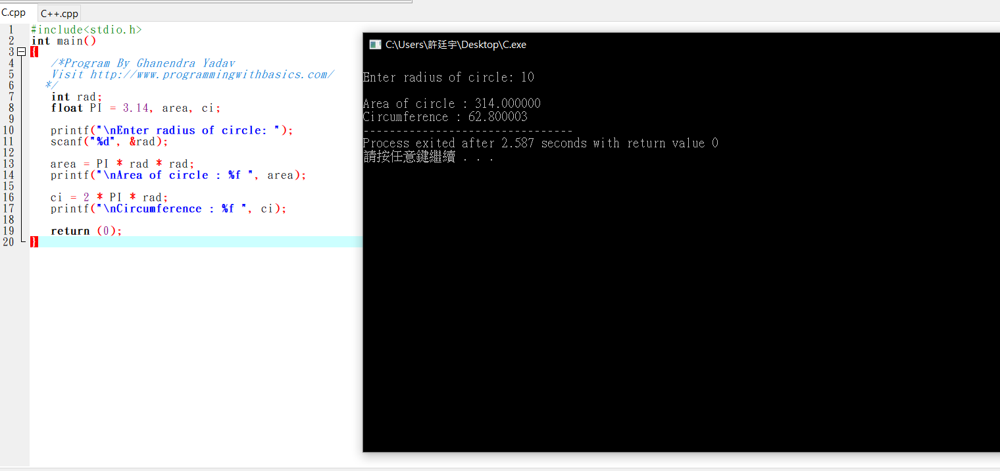 C.cpp C++.cpp
1 #include<stdio.h>
2 int main()
3 {
4 /*Program By Ghanendra Yadav
5 Visit http://www.programmingwithbasics.com/
6 */
7 int rad;
8 float PI = 3.14, area, ci;
9
10 printf("\nEnter radius of circle: ");
11 scanf("%d", &rad);
12
13 area = PI * rad * rad;
14 printf("\nArea of circle : %f ", area);
15
16 ci = 2 * PI * rad;
17 printf("\nCircumference : %f ", ci);
18
19 return (0);
20 }
C:\Users\許廷宇\Desktop\C.exe
Enter radius of circle: 10
Area of circle : 314.000000
Circumference : 62.800003
--------------------------------
Process exited after 2.587 seconds with return value 0
請按任意鍵繼續 . . .